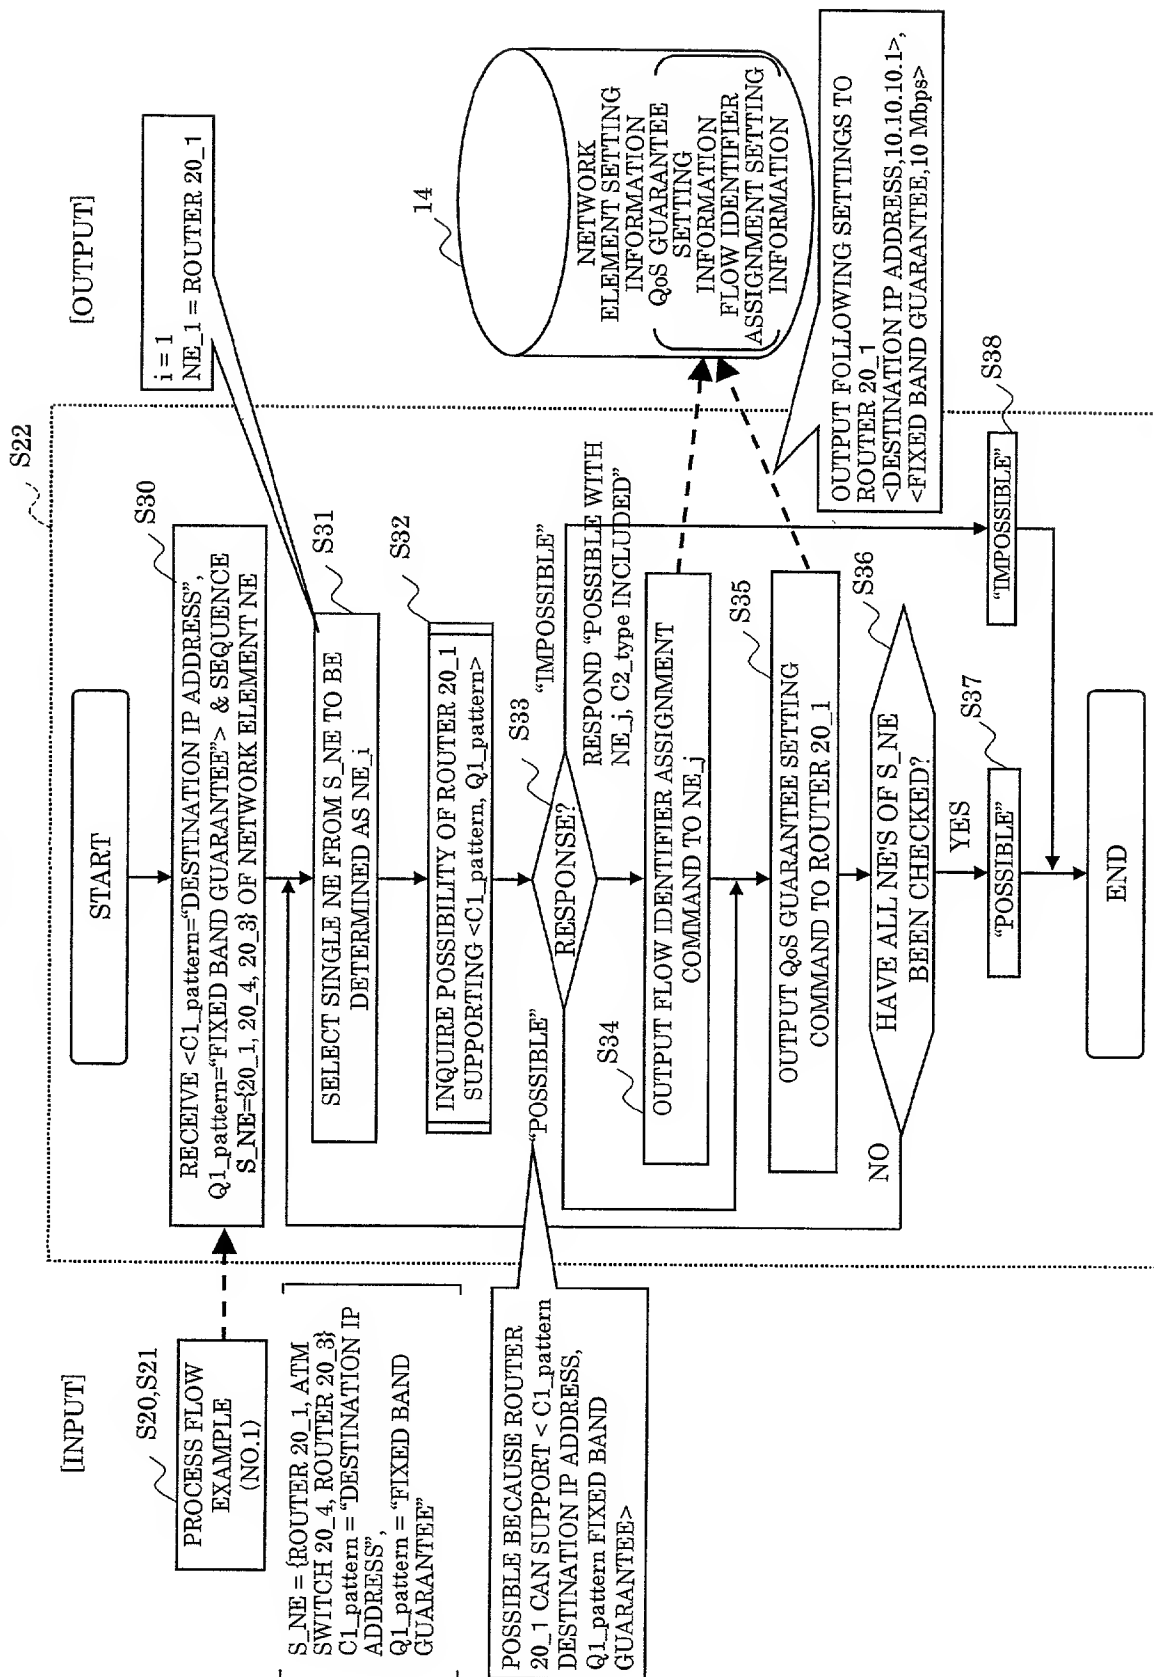 [INPUT]
S20,S21
PROCESS FLOW
EXAMPLE
(NO.1)
S_NE = {ROUTER 20_1, ATM
SWITCH 20_4, ROUTER 20_3}
C1_pattern = "DESTINATION IP
ADDRESS",
Q1_pattern = "FIXED BAND
GUARANTEE"
POSSIBLE BECAUSE ROUTER
20_1 CAN SUPPORT < C1_pattern
DESTINATION IP ADDRESS,
Q1_pattern FIXED BAND
GUARANTEE>
S22
START
S30
RECEIVE <C1_pattern="DESTINATION IP ADDRESS",
Q1_pattern="FIXED BAND GUARANTEE"> & SEQUENCE
S_NE={20_1, 20_4, 20_3} OF NETWORK ELEMENT NE
S31
SELECT SINGLE NE FROM S_NE TO BE
DETERMINED AS NE_i
S32
INQUIRE POSSIBILITY OF ROUTER 20_1
SUPPORTING <C1_pattern, Q1_pattern>
S33
RESPONSE?
"POSSIBLE"
"IMPOSSIBLE"
RESPOND "POSSIBLE WITH
NE_j, C2_type INCLUDED"
S34
OUTPUT FLOW IDENTIFIER ASSIGNMENT
COMMAND TO NE_j
S35
OUTPUT QoS GUARANTEE SETTING
COMMAND TO ROUTER 20_1
S36
HAVE ALL NE'S OF S_NE
BEEN CHECKED?
NO
YES
S37
"POSSIBLE"
S38
"IMPOSSIBLE"
END
[OUTPUT]
i = 1
NE_1 = ROUTER 20_1
14
NETWORK
ELEMENT SETTING
INFORMATION
QoS GUARANTEE
SETTING
INFORMATION
FLOW IDENTIFIER
ASSIGNMENT SETTING
INFORMATION
OUTPUT FOLLOWING SETTINGS TO
ROUTER 20_1
<DESTINATION IP ADDRESS,10.10.10.1>,
<FIXED BAND GUARANTEE,10 Mbps>